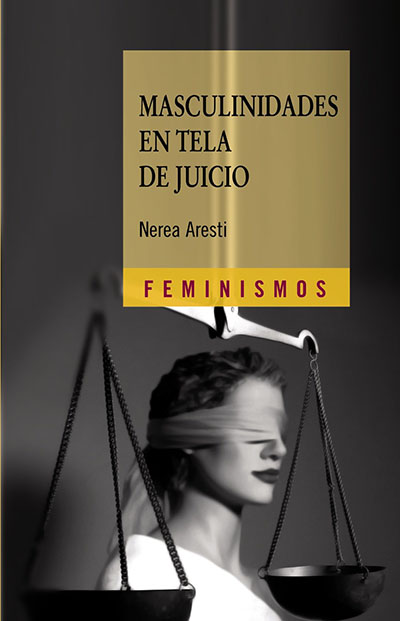 MASCULINIDADES
EN TELA
DE JUICIO
Nerea Aresti
FEMINISMOS